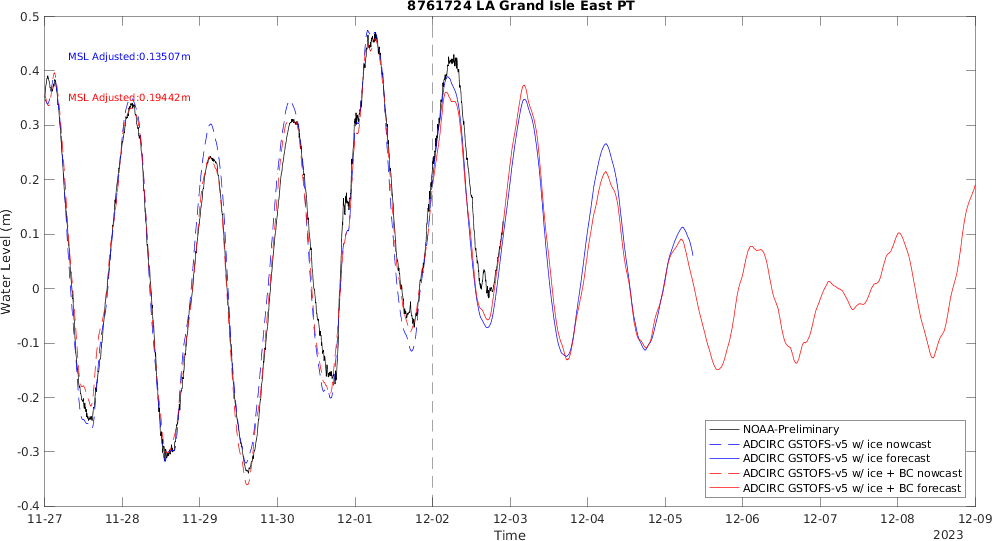 8761724 LA Grand Isle East PT
0.5
MSL Adjusted:0.13507m
0.4
MSL Adjusted:0.19442m
0.3
0.2
0.1
0
-0.1
-0.2
-0.3
-0.4
Water Level (m)
NOAA-Preliminary
ADCIRC GSTOFS-v5 w/ ice nowcast
ADCIRC GSTOFS-v5 w/ ice forecast
ADCIRC GSTOFS-v5 w/ ice + BC nowcast
ADCIRC GSTOFS-v5 w/ ice + BC forecast
11-27 11-28 11-29 11-30 12-01 12-02 12-03 12-04 12-05 12-06 12-07 12-08 12-09
Time
2023